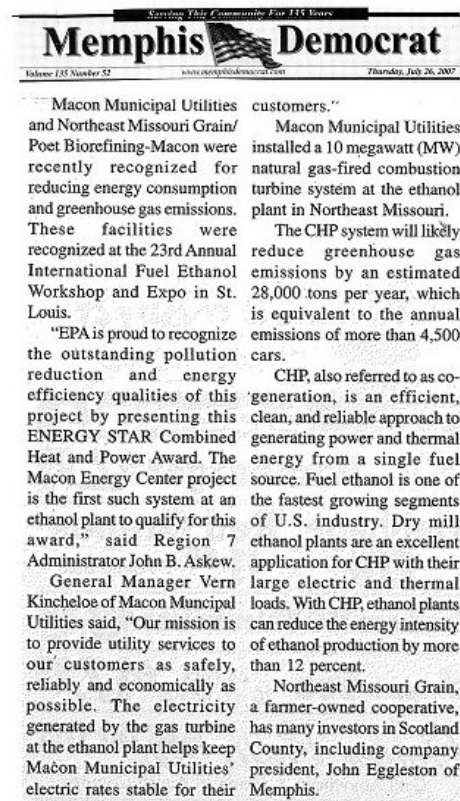 Serving This Community For 135 Years
Memphis Democrat
Volume 135 Number 52 www.memphisdemocrat.com Thursday, July 26, 2007
Macon Municipal Utilities
and Northeast Missouri Grain/
Poet Biorefining-Macon were
recently recognized for
reducing energy consumption
and greenhouse gas emissions.
These facilities were
recognized at the 23rd Annual
International Fuel Ethanol
Workshop and Expo in St.
Louis.
"EPA is proud to recognize
the outstanding pollution
reduction and energy
efficiency qualities of this
project by presenting this
ENERGY STAR Combined
Heat and Power Award. The
Macon Energy Center project
is the first such system at an
ethanol plant to qualify for this
award," said Region 7
Administrator John B. Askew.
General Manager Vern
Kincheloe of Macon Muncipal
Utilities said, "Our mission is
to provide utility services to
our customers as safely,
reliably and economically as
possible. The electricity
generated by the gas turbine
at the ethanol plant helps keep
Macon Municipal Utilities'
electric rates stable for their
customers."
Macon Municipal Utilities
installed a 10 megawatt (MW)
natural gas-fired combustion
turbine system at the ethanol
plant in Northeast Missouri.
The CHP system will likely
reduce greenhouse gas
emissions by an estimated
28,000 tons per year, which
is equivalent to the annual
emissions of more than 4,500
cars.
CHP, also referred to as co-
generation, is an efficient,
clean, and reliable approach to
generating power and thermal
energy from a single fuel
source. Fuel ethanol is one of
the fastest growing segments
of U.S. industry. Dry mill
ethanol plants are an excellent
application for CHP with their
large electric and thermal
loads. With CHP, ethanol plants
can reduce the energy intensity
of ethanol production by more
than 12 percent.
Northeast Missouri Grain,
a farmer-owned cooperative,
has many investors in Scotland
County, including company
president, John Eggleston of
Memphis.